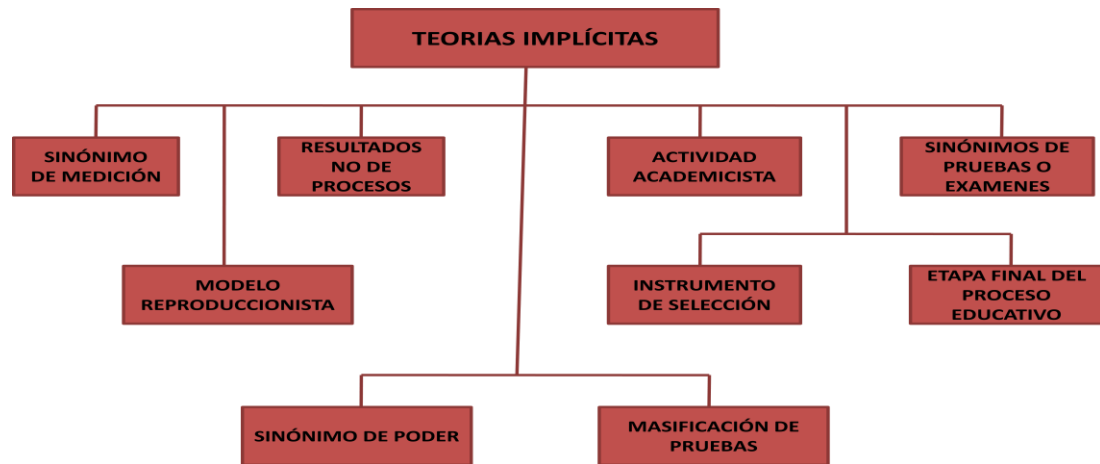 TEORIAS IMPLÍCITAS
SINÓNIMO
DE MEDICIÓN
RESULTADOS
NO DE
PROCESOS
ACTIVIDAD
ACADEMICISTA
SINÓNIMOS DE
PRUEBAS O
EXAMENES
MODELO
REPRODUCCIONISTA
INSTRUMENTO
DE SELECCIÓN
ETAPA FINAL DEL
PROCESO
EDUCATIVO
SINÓNIMO DE PODER
MASIFICACIÓN DE
PRUEBAS